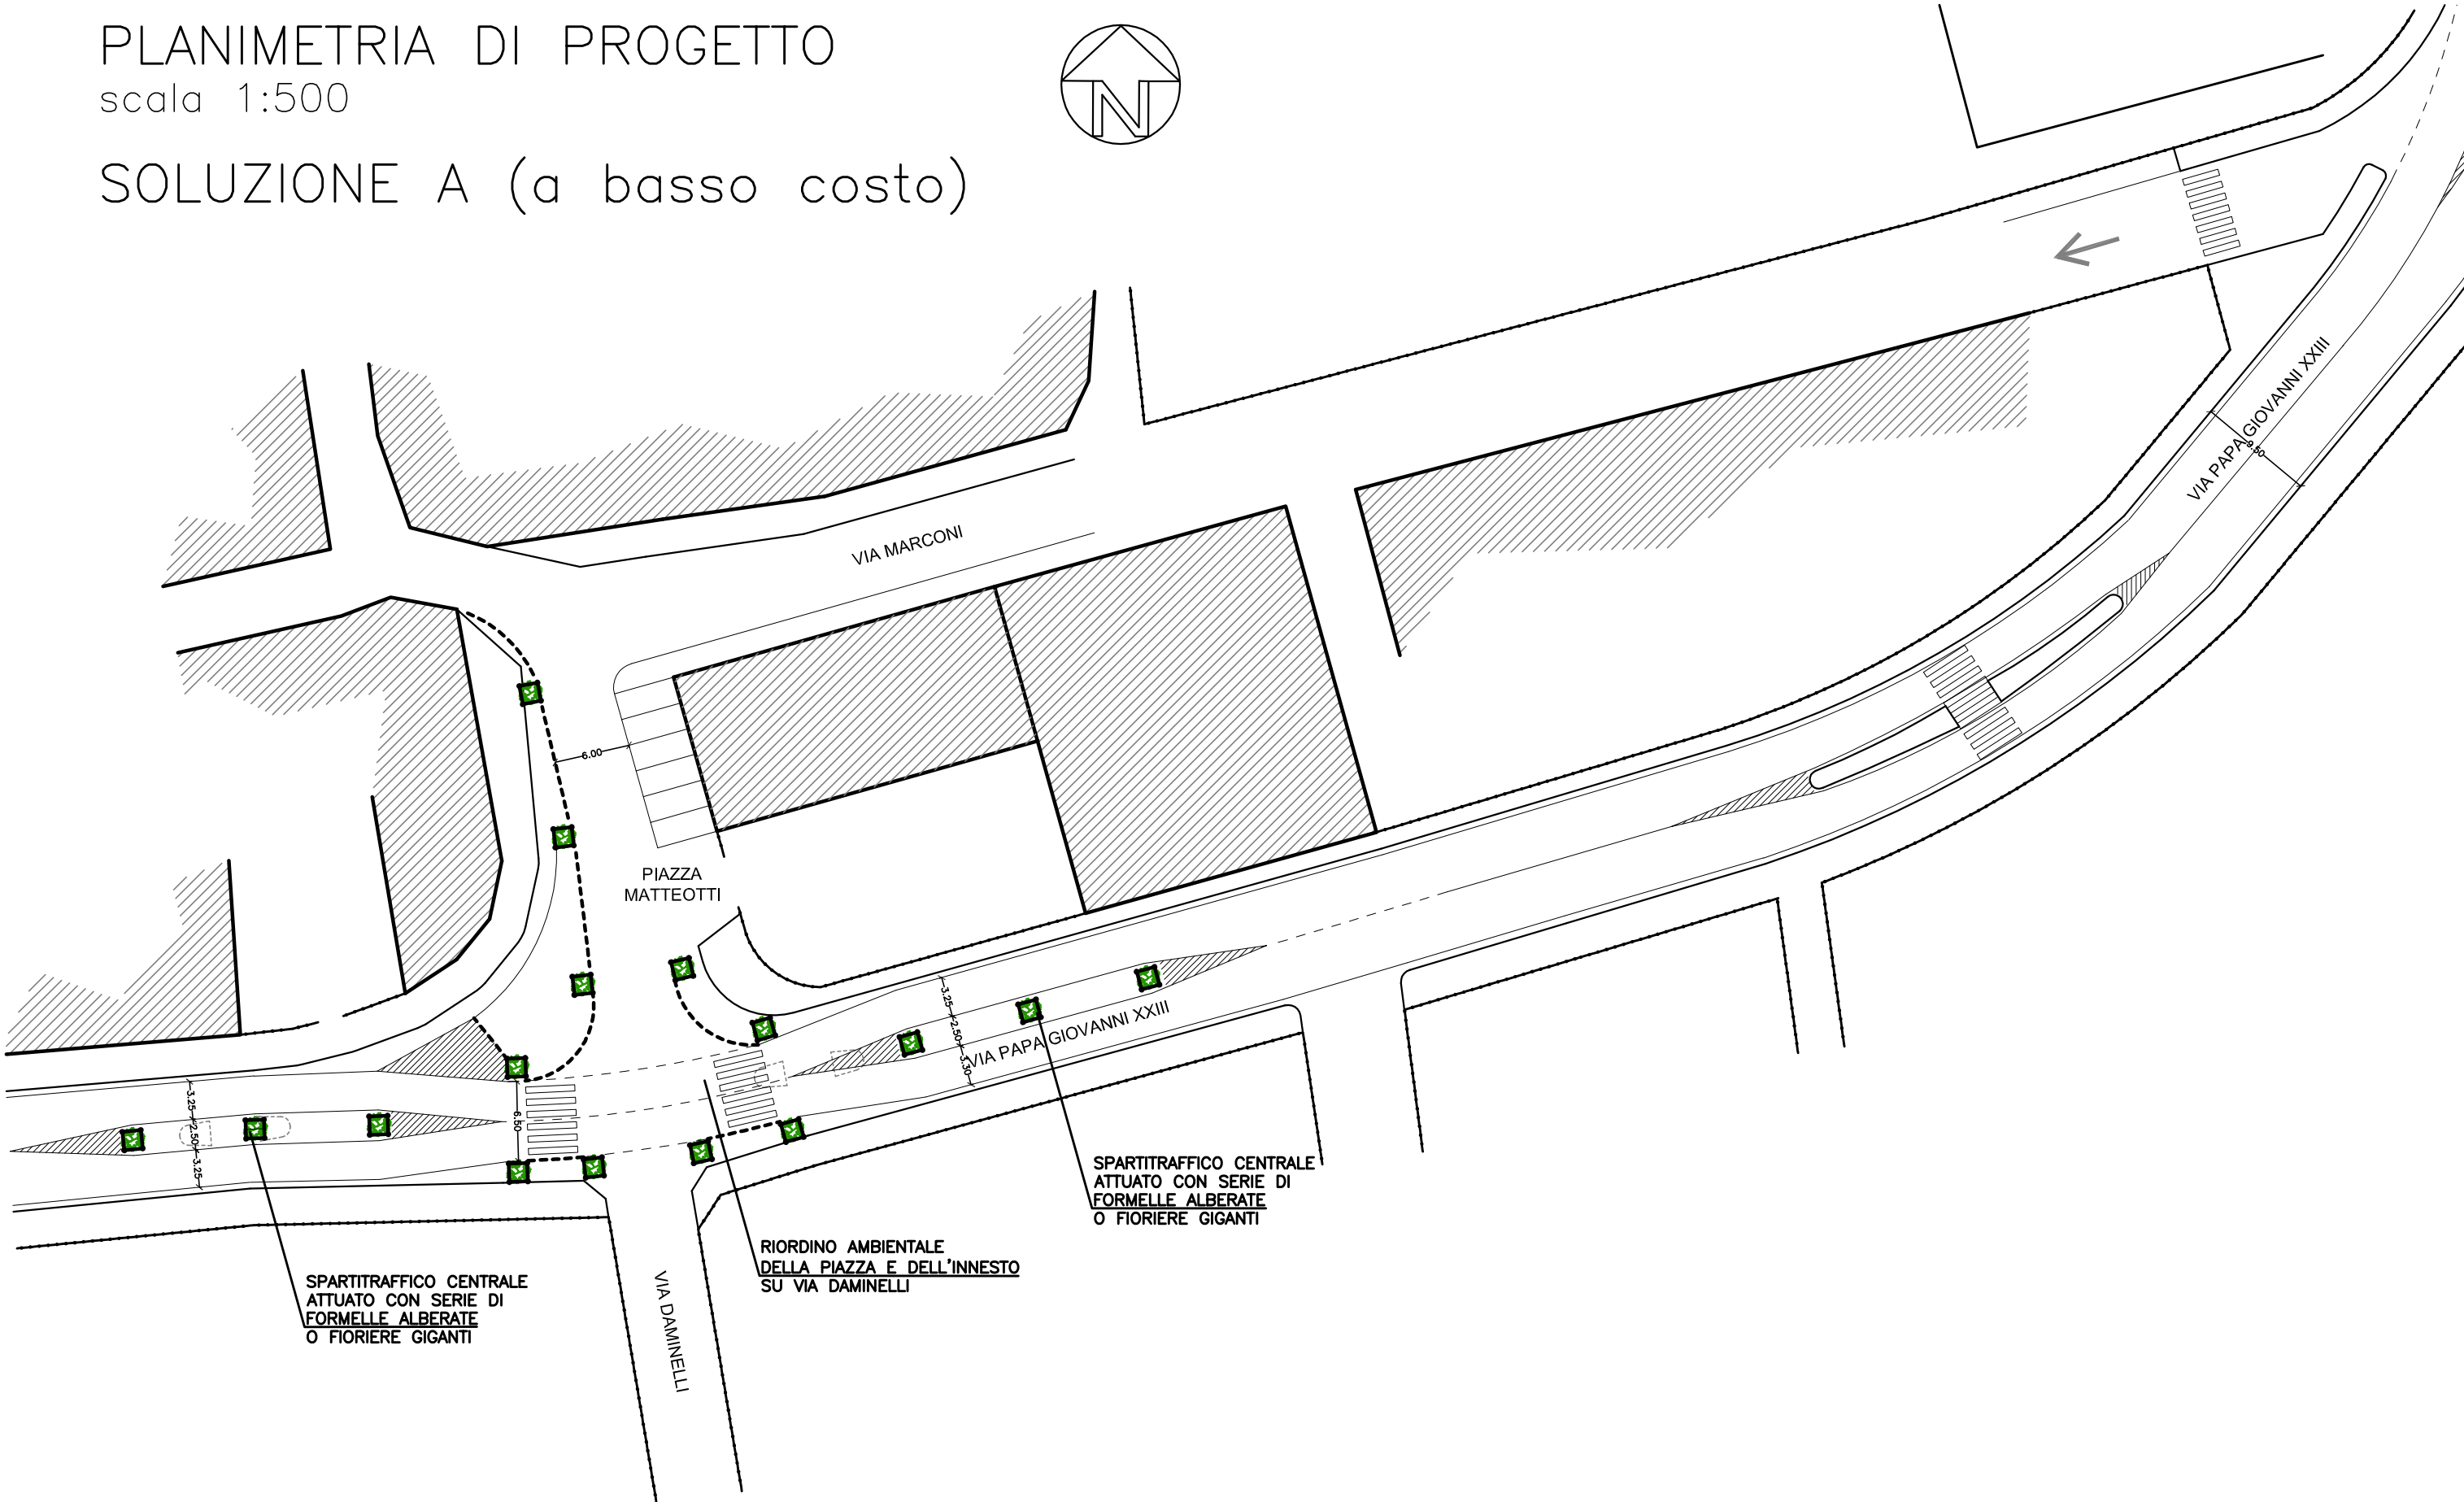 PLANIMETRIA DI PROGETTO
scala 1:500
SOLUZIONE A (a basso costo)
N
VIA PAPA GIOVANNI XXIII
9.50
VIA MARCONI
6.00
PIAZZA
MATTEOTTI
3.25
2.50
3.30
VIA PAPA GIOVANNI XXIII
3.25
2.50
3.25
6.50
SPARTITRAFFICO CENTRALE
ATTUATO CON SERIE DI
FORMELLE ALBERATE
O FIORIERE GIGANTI
RIORDINO AMBIENTALE
DELLA PIAZZA E DELL'INNESTO
SU VIA DAMINELLI
SPARTITRAFFICO CENTRALE
ATTUATO CON SERIE DI
FORMELLE ALBERATE
O FIORIERE GIGANTI
VIA DAMINELLI